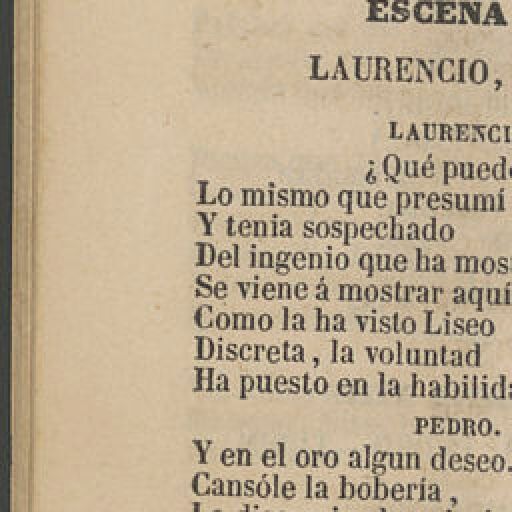 ESCENA
LAURENCIO,
LAURENCI
¿Qué pued
Lo mismo que presumí
Y tenia sospechado
Del ingenio que ha mos
Se viene á mostrar aquí
Como la ha visto Liseo
Discreta, la voluntad
Ha puesto en la habilid
PEDRO.
Y en el oro algun deseo.
Cansóle la bobería,